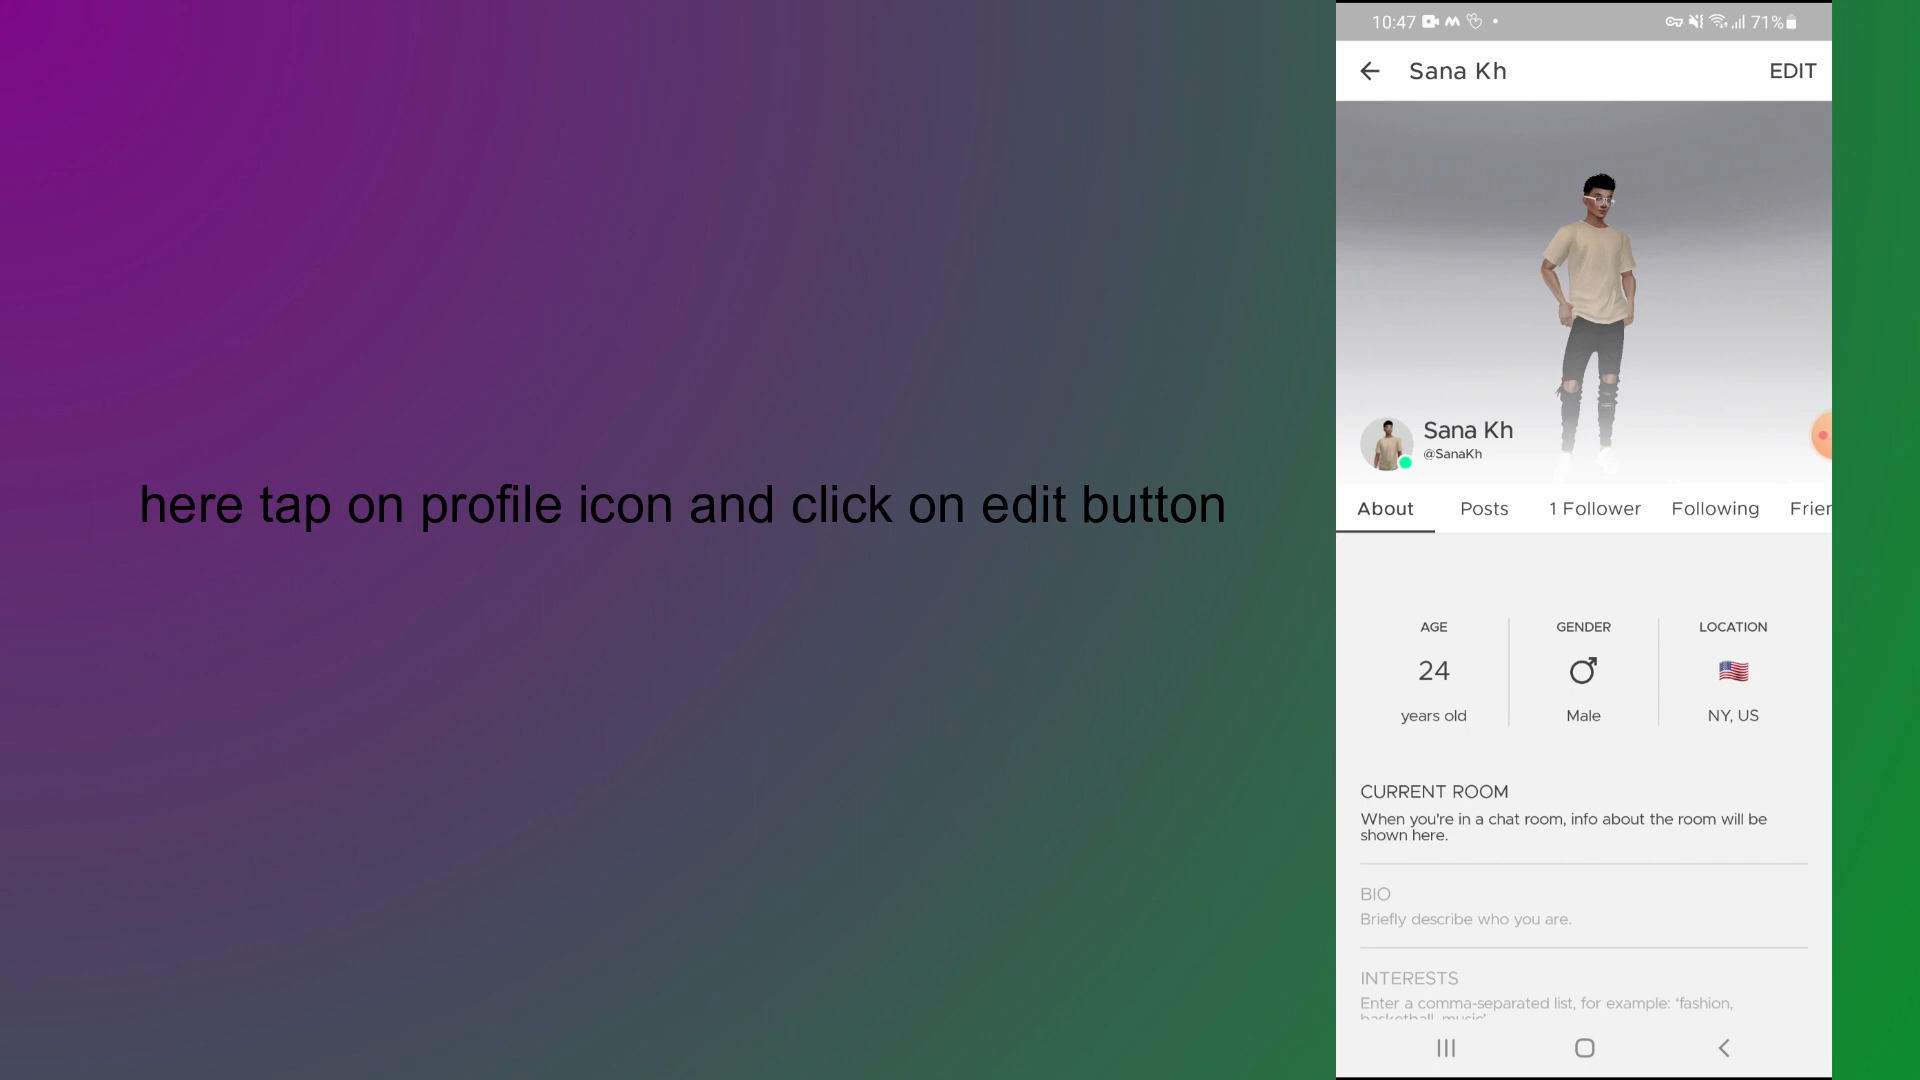 10:47
71%
Sana Kh
EDIT
Sana Kh
@SanaKh
here tap on profile icon and click on edit button
About Posts 1 Follower Following Frier
AGE GENDER LOCATION
24
years old Male NY, US
CURRENT ROOM
When you're in a chat room, info about the room will be
shown here.
BIO
Briefly describe who you are.
INTERESTS
Enter a comma-separated list, for example: 'fashion,
basketball, music'